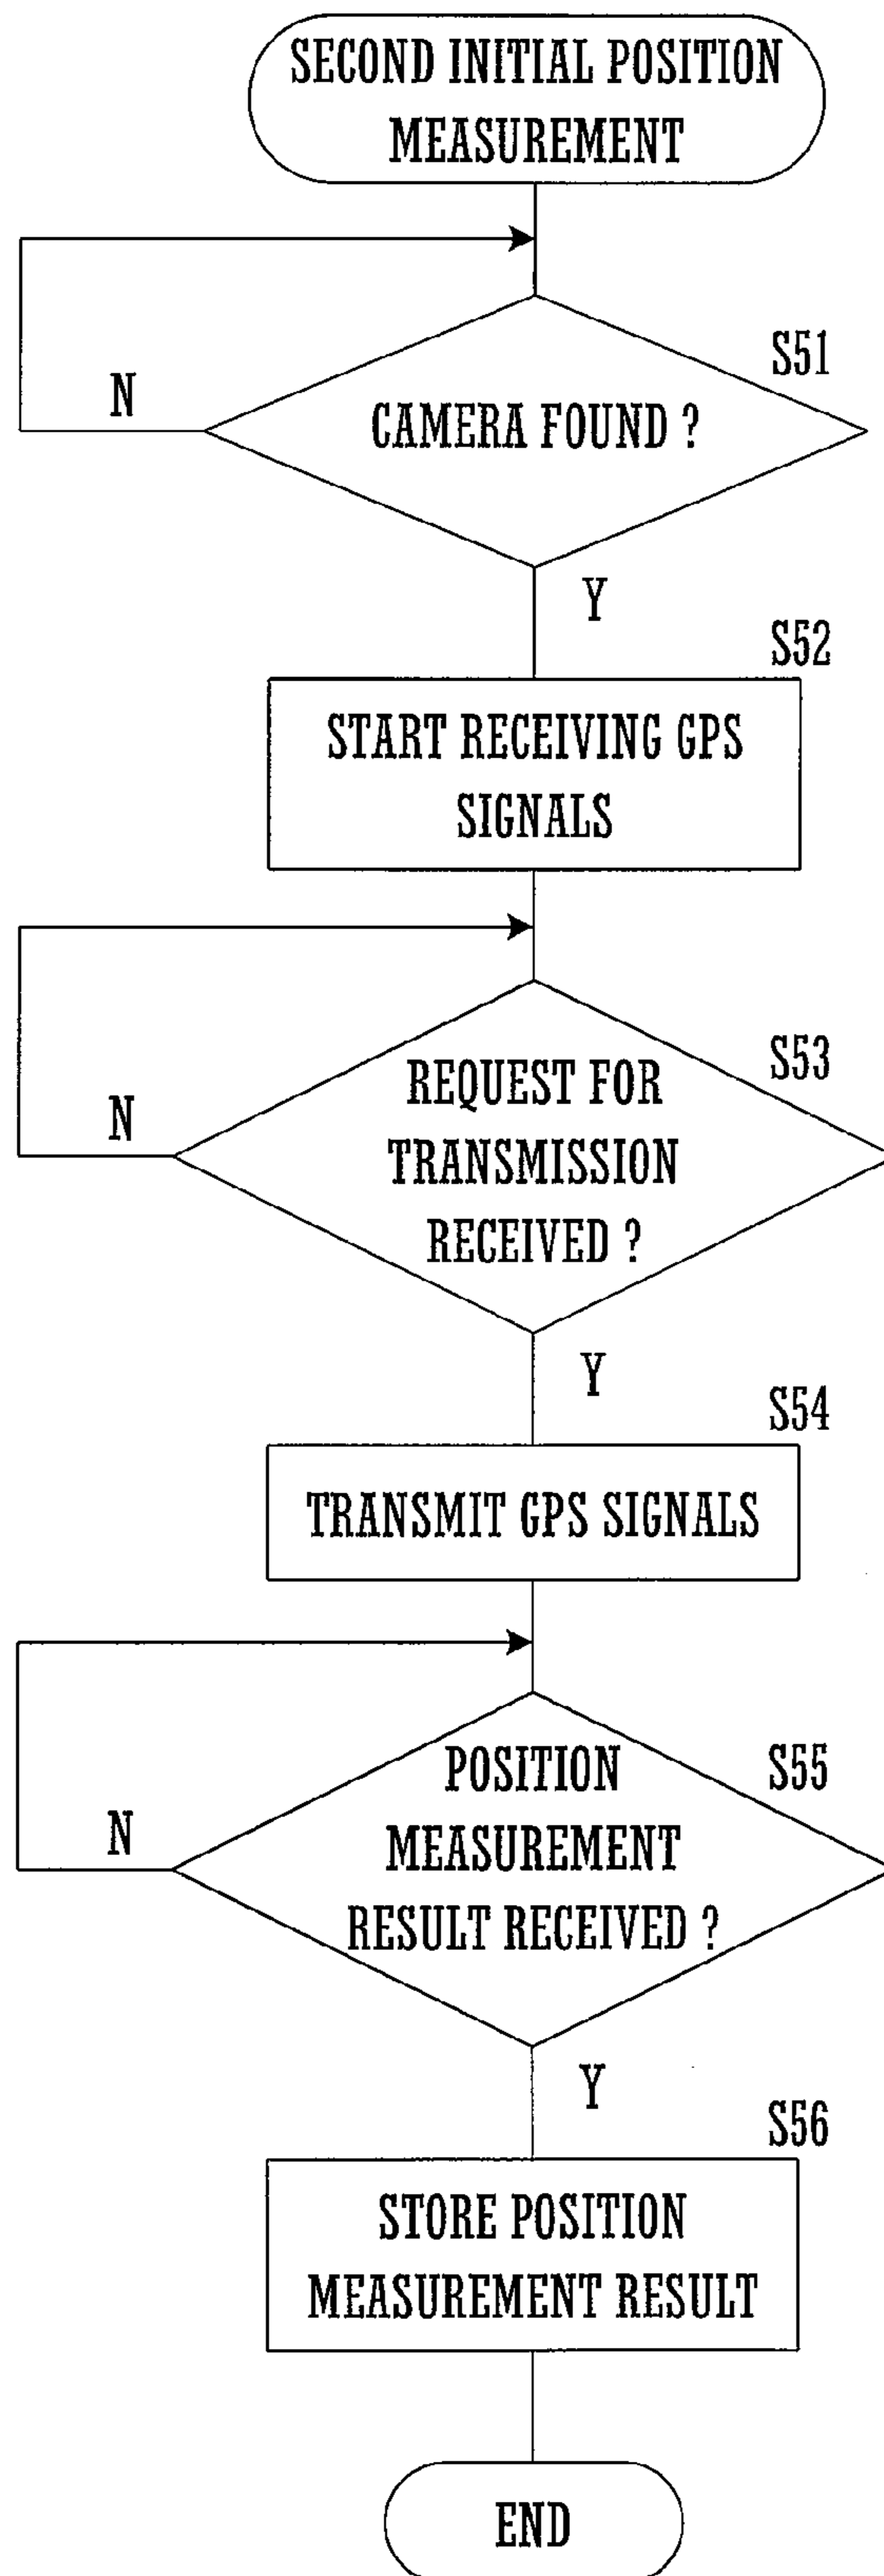 SECOND INITIAL POSITION
MEASUREMENT
S51
N
CAMERA FOUND ?
Y
S52
START RECEIVING GPS
SIGNALS
S53
REQUEST FOR
N
TRANSMISSION
RECEIVED ?
Y
S54
TRANSMIT GPS SIGNALS
S55
POSITION
N
MEASUREMENT
RESULT RECEIVED ?
Y
S56
STORE POSITION
MEASUREMENT RESULT
END